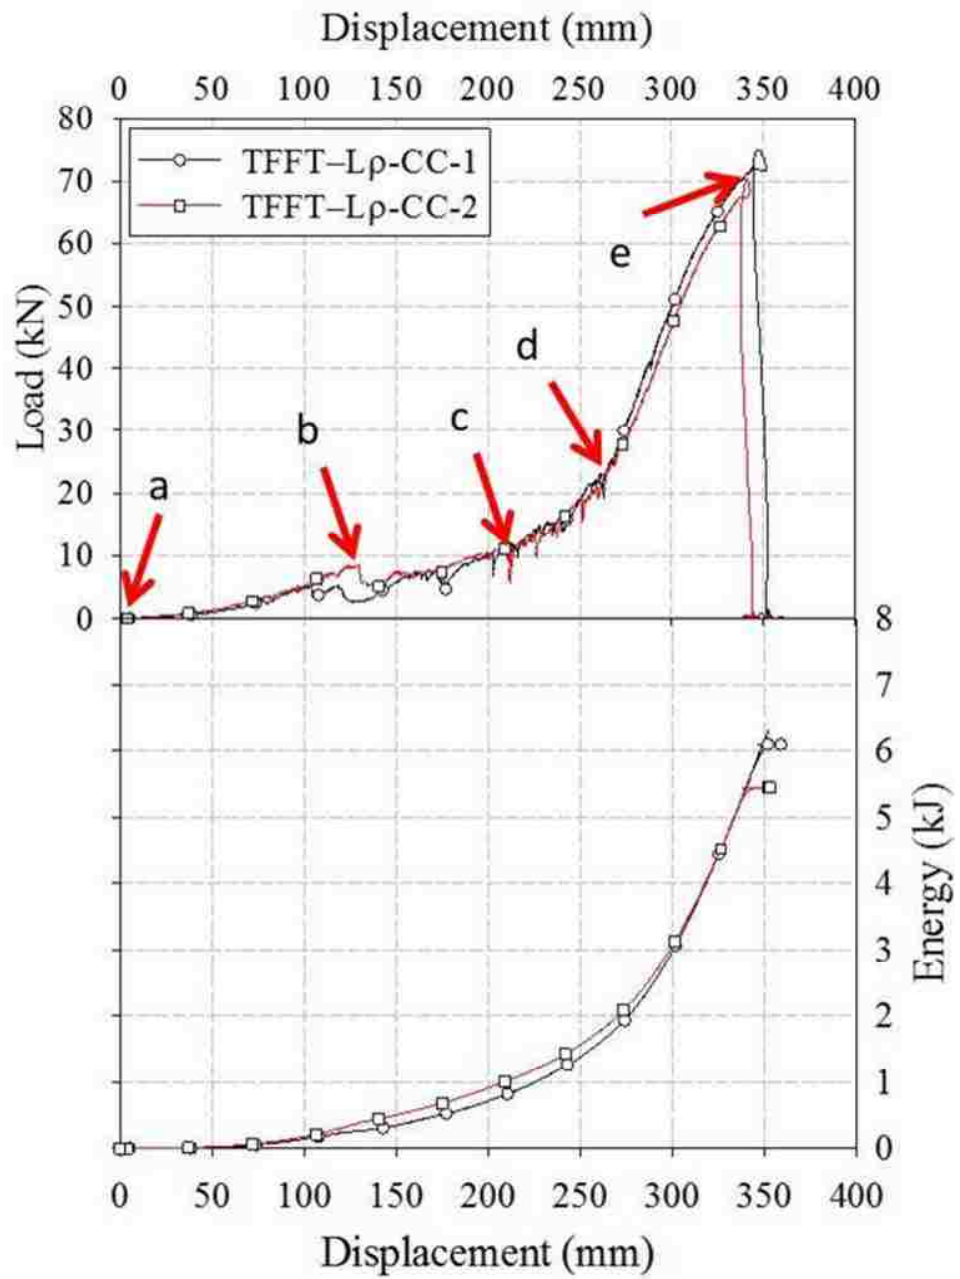 Displacement (mm)
0 50 100 150 200 250 300 350 400
80
TFFT–Lρ-CC-1
70
TFFT–Lρ-CC-2
60
e
50
Load (kN)
d
40
30
b
c
20
a
10
0
8
7
6
5
Energy (kJ)
4
3
2
1
0
0 50 100 150 200 250 300 350 400
Displacement (mm)